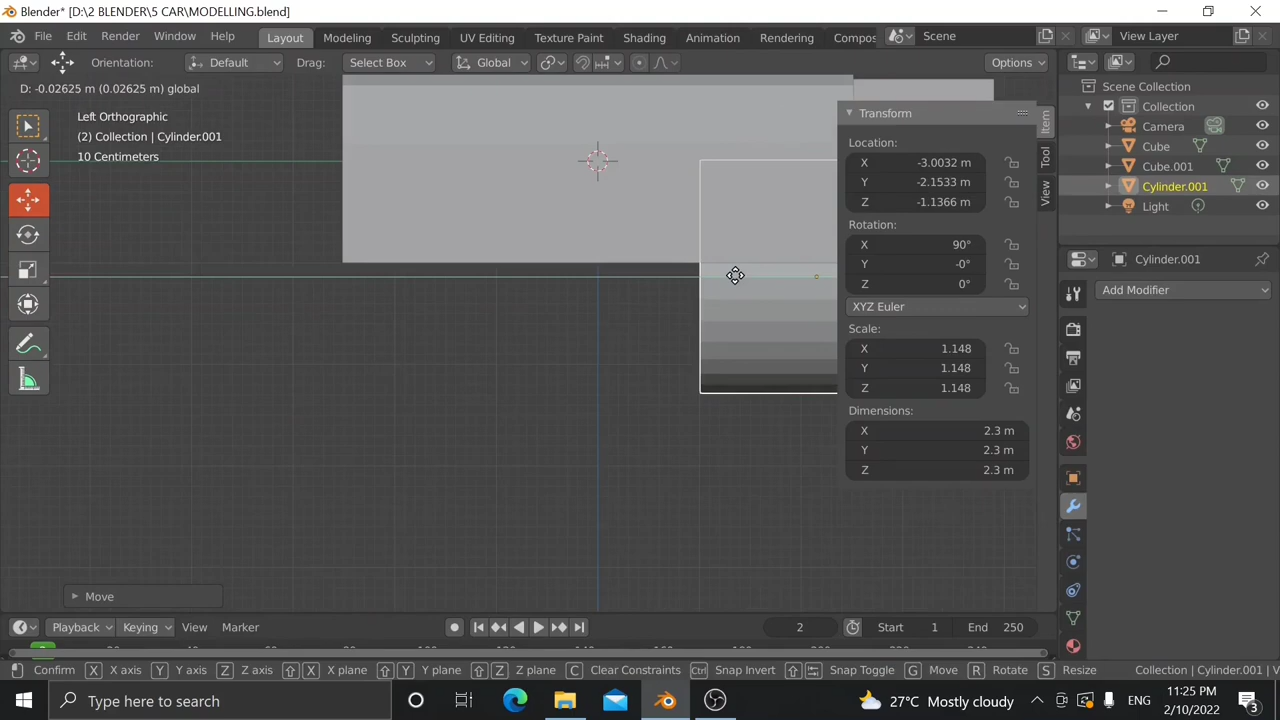 Blender* [D:\2 BLENDER\5 CAR\MODELLING.blend]
File Edit Render Window Help Layout Modeling Sculpting UV Editing Texture Paint Shading Animation Rendering Compos Scene View Layer
Orientation: Default Drag: Select Box Global Options
D: -0.02625 m (0.02625 m) global
Left Orthographic
(2) Collection | Cylinder.001
10 Centimeters
Transform
Location:
X -3.0032 m
Y -2.1533 m
Z -1.1366 m
Rotation:
X 90°
Y -0°
Z 0°
XYZ Euler
Scale:
X 1.148
Y 1.148
Z 1.148
Dimensions:
X 2.3 m
Y 2.3 m
Z 2.3 m
Item
Tool
View
Scene Collection
Collection
Camera
Cube
Cube.001
Cylinder.001
Light
Cylinder.001
Add Modifier
Move
Playback Keying View Marker 2 Start 1 End 250
Confirm X X axis Y Y axis Z Z axis X X plane Y Y plane Z Z plane C Clear Constraints Ctrl Snap Invert Snap Toggle G Move R Rotate S Resize Collection | Cylinder.001 | V
Type here to search 27°C Mostly cloudy ENG 11:25 PM
2/10/2022 3